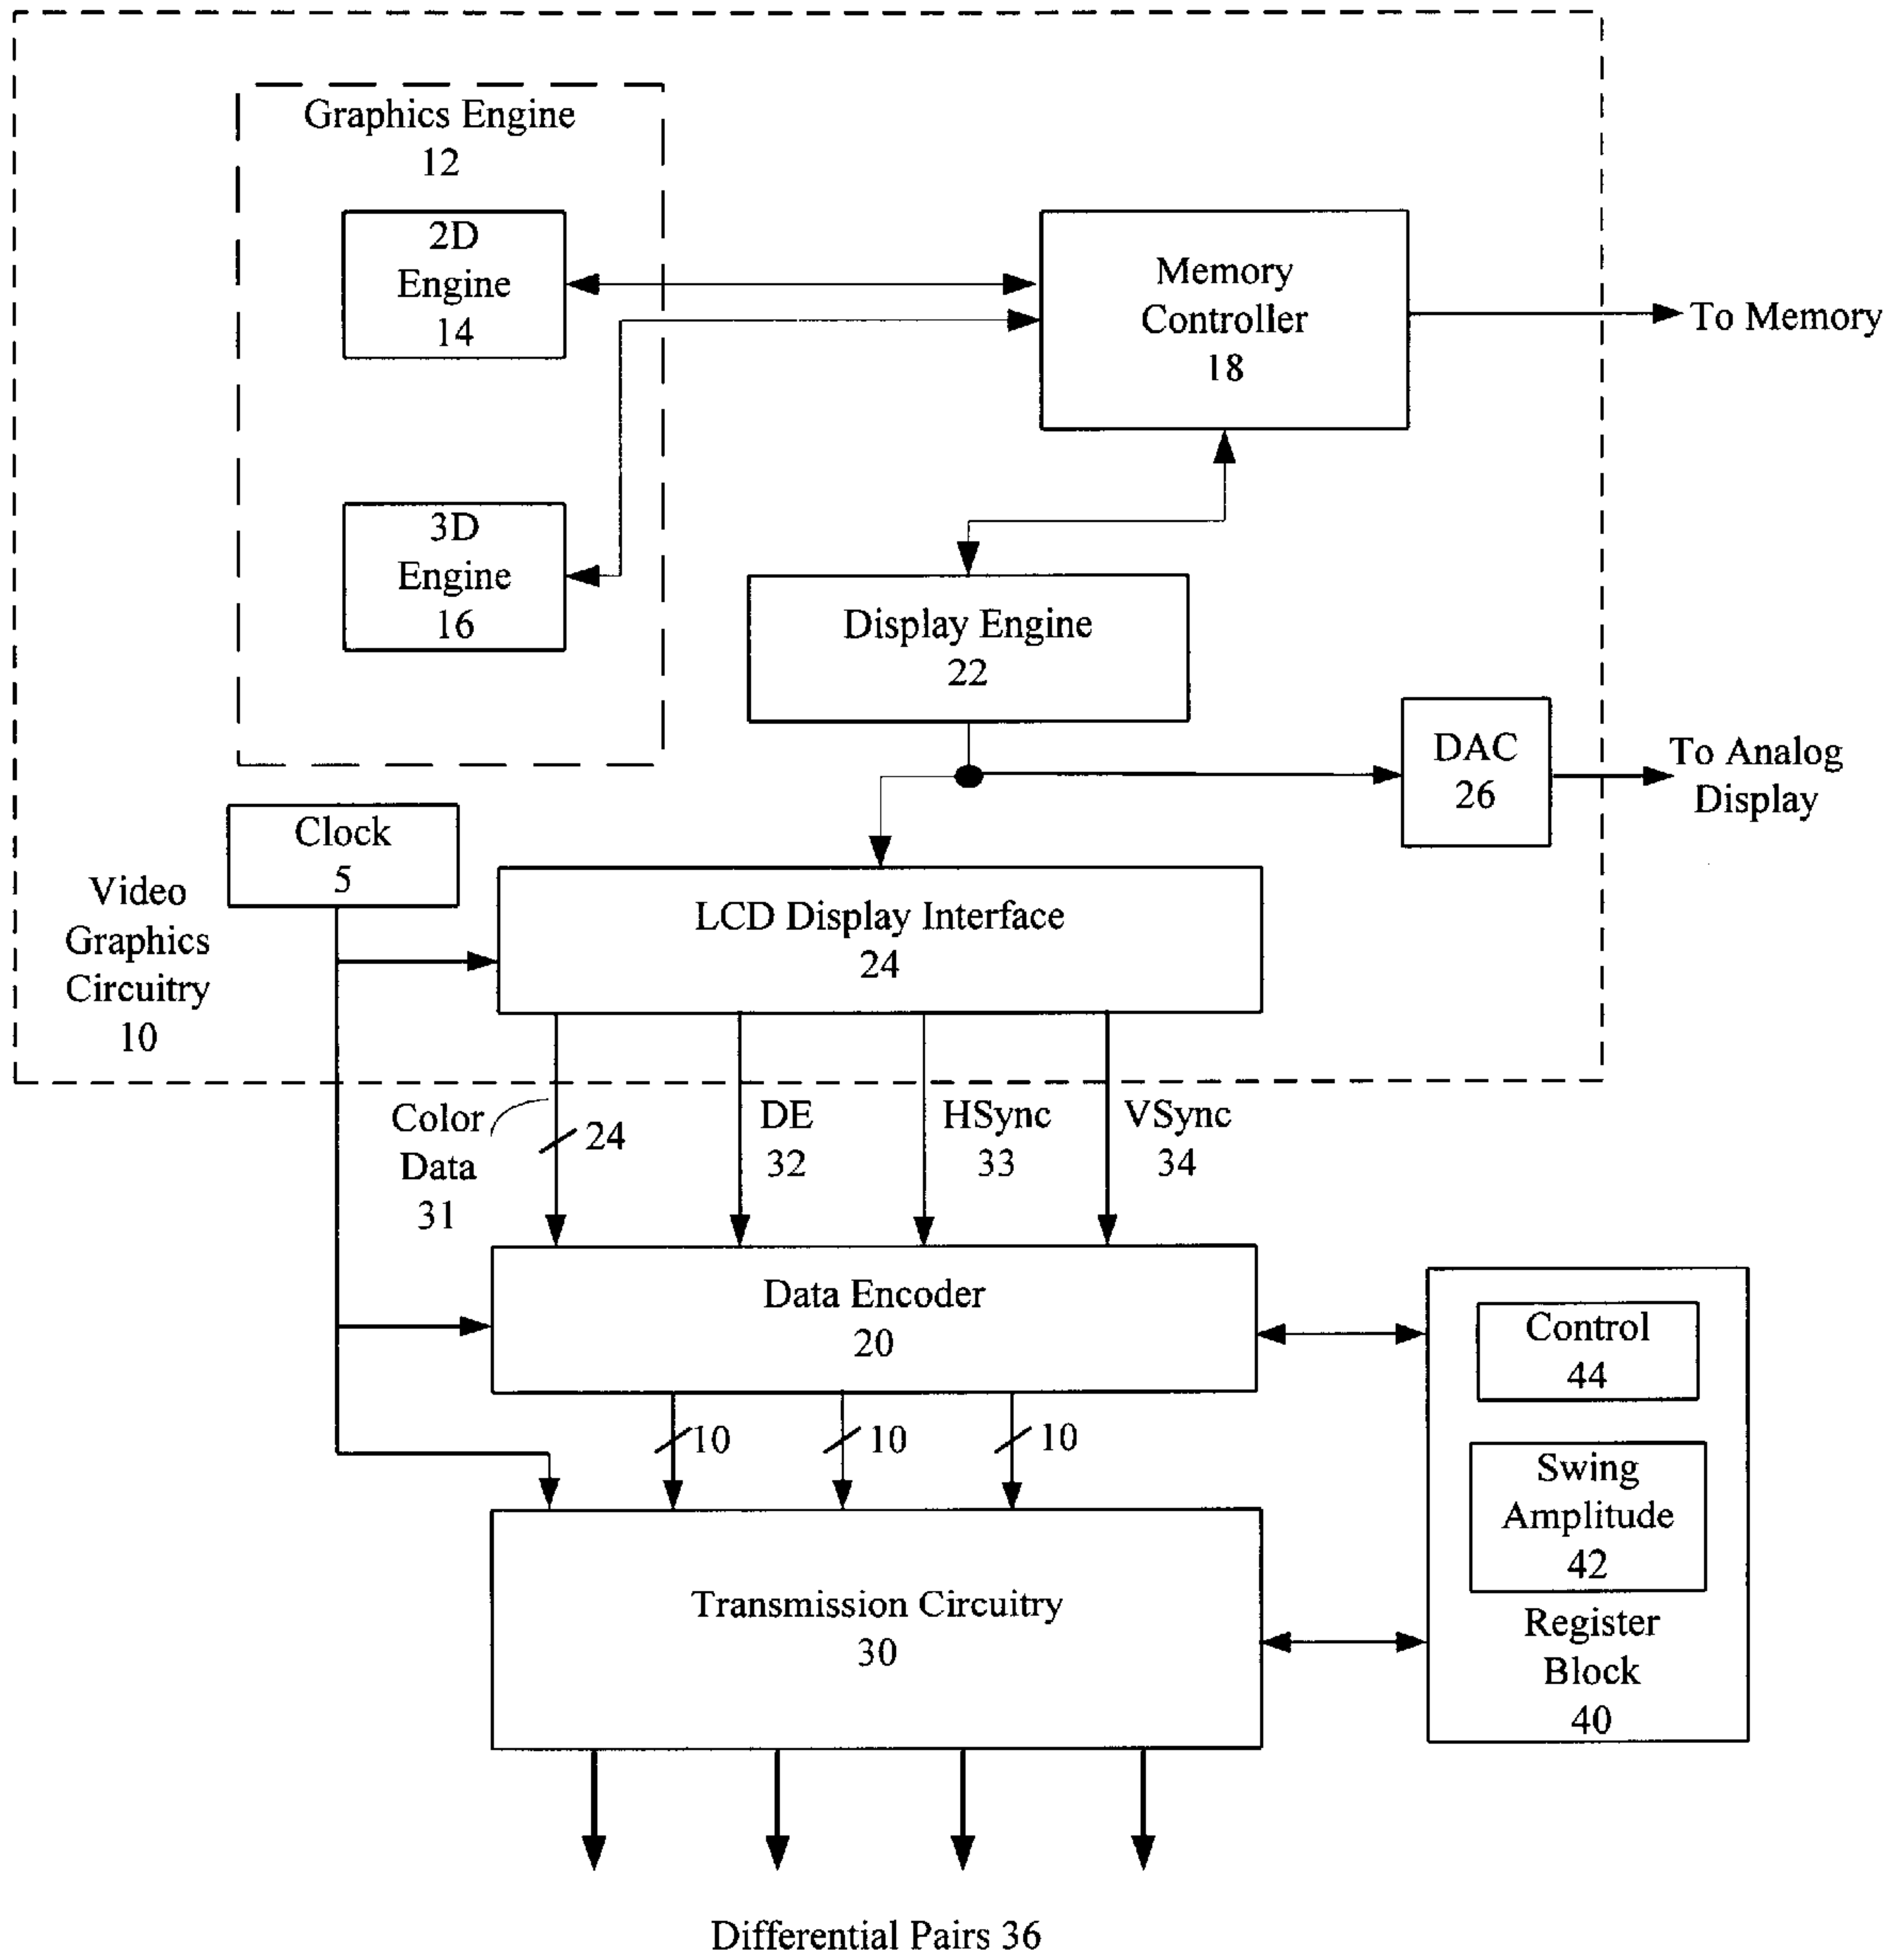 Graphics Engine
12
2D
Engine
14
Memory
Controller
18
To Memory
3D
Engine
16
Display Engine
22
DAC
26
To Analog
Display
Clock
5
Video
Graphics
Circuitry
10
LCD Display Interface
24
Color
Data
31
24
DE
32
HSync
33
VSync
34
Data Encoder
20
Control
44
10
10
10
Swing
Amplitude
42
Register
Block
40
Transmission Circuitry
30
Differential Pairs 36